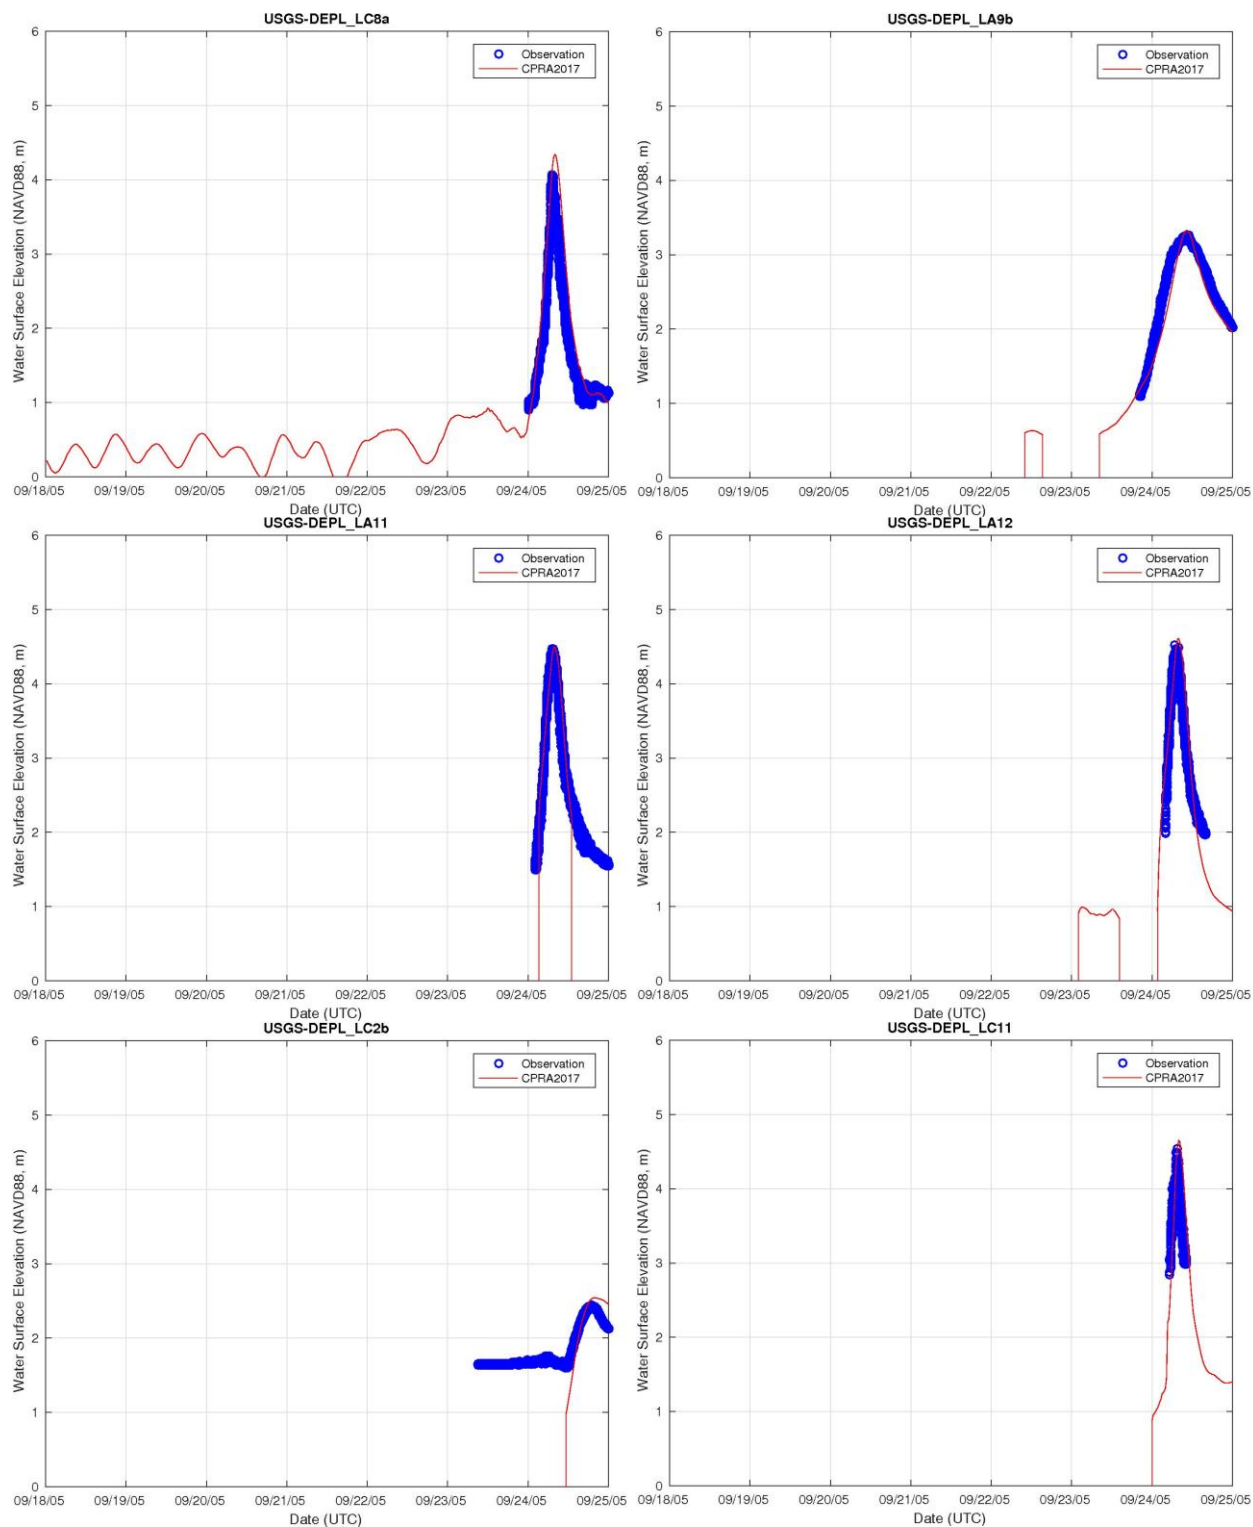 USGS-DEPL_LC8a
6
5
4
3
2
1
0
Water Surface Elevation (NAVD88, m)
Observation
CPRA2017
09/18/05 09/19/05 09/20/05 09/21/05 09/22/05 09/23/05 09/24/05 09/25/05
Date (UTC)
USGS-DEPL_LA9b
6
5
4
3
2
1
0
Water Surface Elevation (NAVD88, m)
Observation
CPRA2017
09/18/05 09/19/05 09/20/05 09/21/05 09/22/05 09/23/05 09/24/05 09/25/05
Date (UTC)
USGS-DEPL_LA11
6
5
4
3
2
1
0
Water Surface Elevation (NAVD88, m)
Observation
CPRA2017
09/18/05 09/19/05 09/20/05 09/21/05 09/22/05 09/23/05 09/24/05 09/25/05
Date (UTC)
USGS-DEPL_LA12
6
5
4
3
2
1
0
Water Surface Elevation (NAVD88, m)
Observation
CPRA2017
09/18/05 09/19/05 09/20/05 09/21/05 09/22/05 09/23/05 09/24/05 09/25/05
Date (UTC)
USGS-DEPL_LC2b
6
5
4
3
2
1
0
Water Surface Elevation (NAVD88, m)
Observation
CPRA2017
09/18/05 09/19/05 09/20/05 09/21/05 09/22/05 09/23/05 09/24/05 09/25/05
Date (UTC)
USGS-DEPL_LC11
6
5
4
3
2
1
0
Water Surface Elevation (NAVD88, m)
Observation
CPRA2017
09/18/05 09/19/05 09/20/05 09/21/05 09/22/05 09/23/05 09/24/05 09/25/05
Date (UTC)